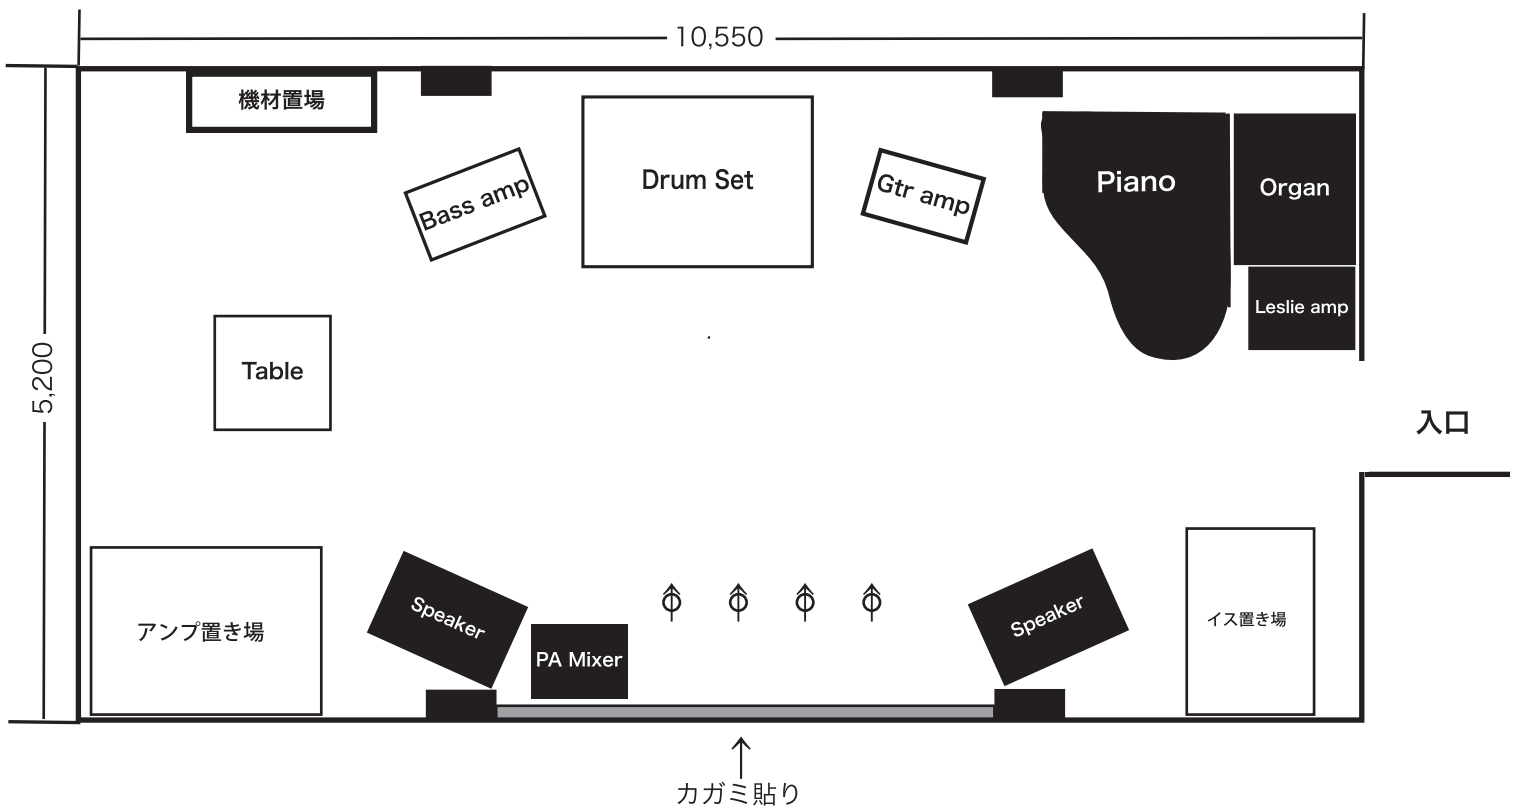 10,550
機材置場
Bass amp
Drum Set
Gtr amp
Piano
Organ
Leslie amp
Table
5,200
入口
アンプ置き場
Speaker
PA Mixer
Speaker
イス置き場
カガミ貼り